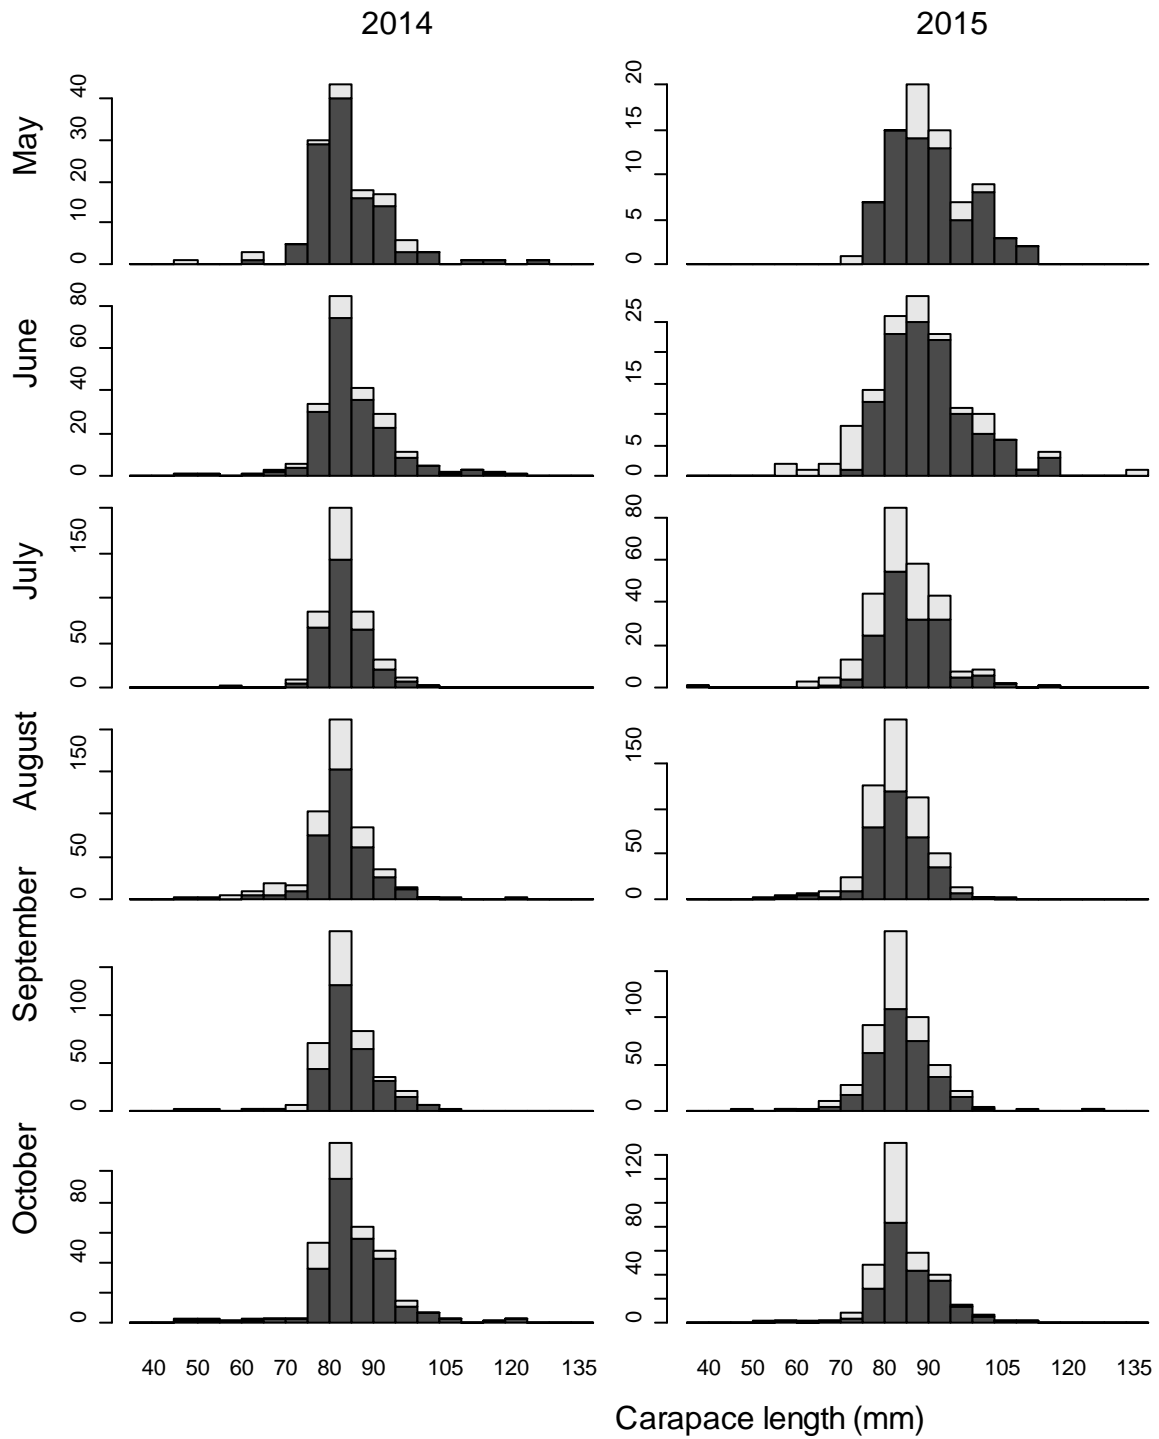 2014 2015
May 0 10 20 30 40 0 5 10 15 20
June 0 20 40 60 80 0 5 15 25
July 0 50 150 0 20 40 60 80
August 0 50 150 0 50 150
September 0 50 100 0 50 100
October 0 40 80 0 40 80 120
40 50 60 70 80 90 105 120 135 40 50 60 70 80 90 105 120 135
Carapace length (mm)